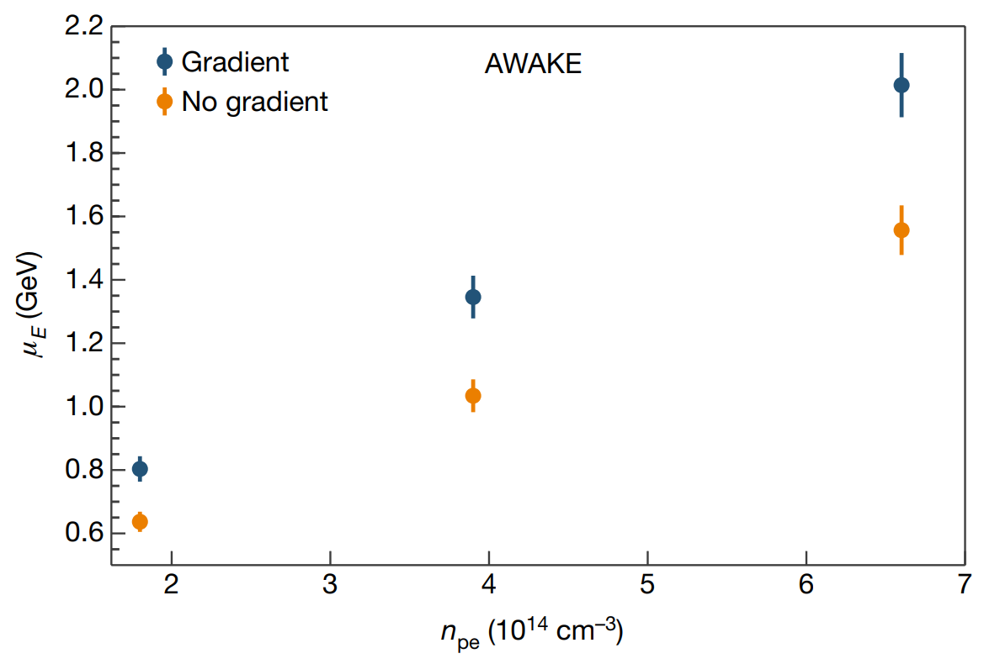 2.2
2.0
1.8
1.6
1.4
1.2
1.0
0.8
0.6
μE (GeV)
Gradient
No gradient
AWAKE
2 3 4 5 6 7
npe (10¹⁴ cm⁻³)